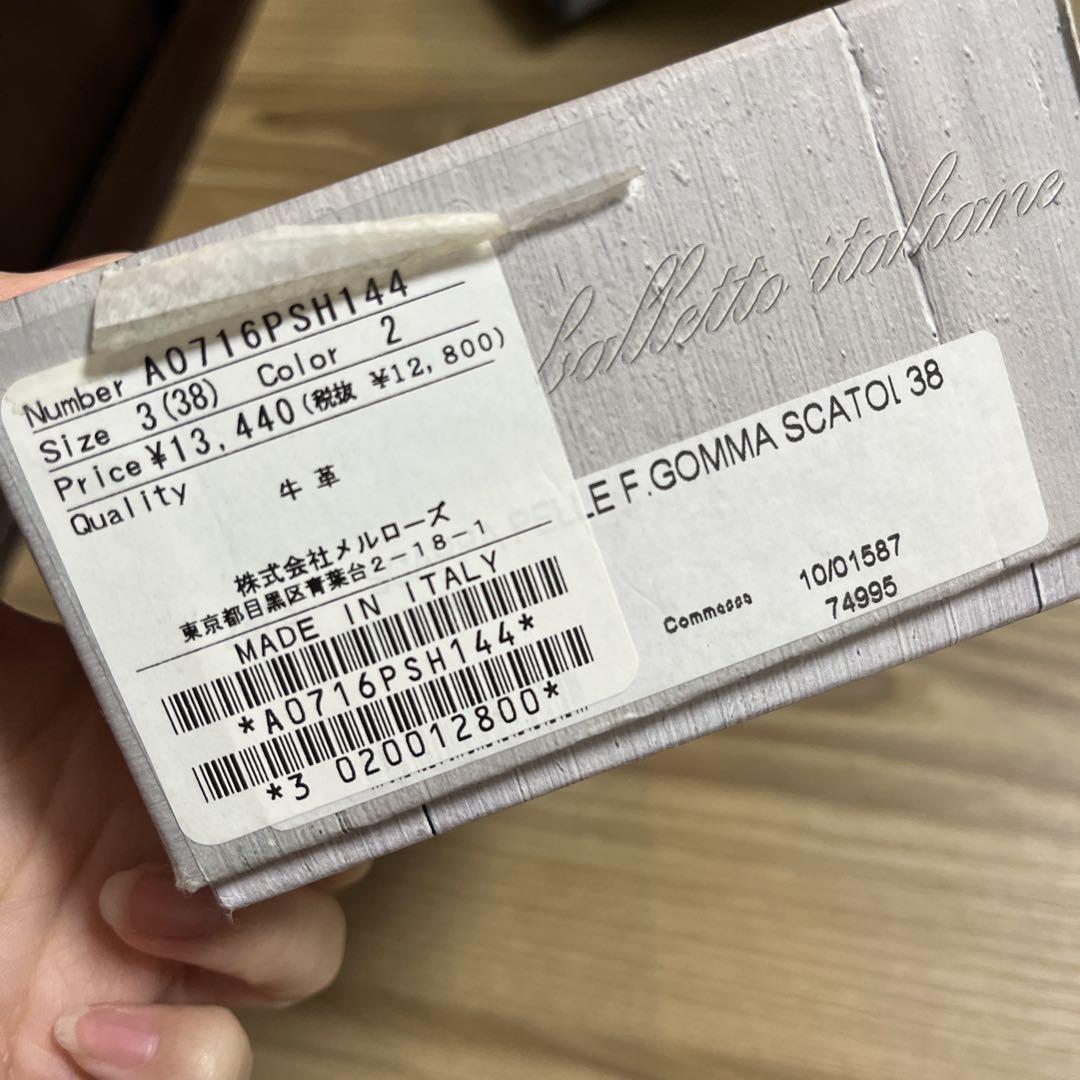 Number A0716PSH144
Size 3(38) Color 2
Price ¥13,440(税抜 ¥12,800)
Quality
牛革
株式会社メルローズ
東京都目黒区青葉台2-18-1
MADE IN ITALY
*A0716PSH144*
*3 020012800*
balletto italiane
F.GOMMA SCATOL 38
10/01587
Commessa 74995